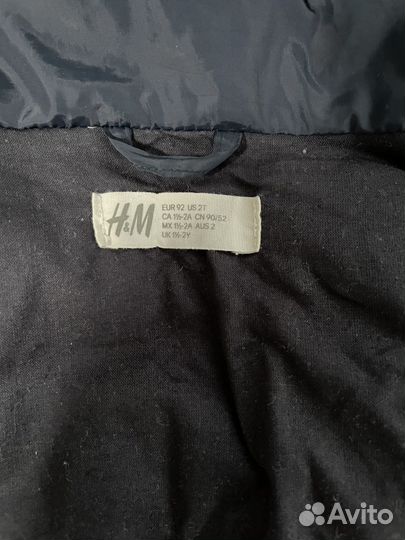 H&M
EUR 92 US 2T
CA 1½-2A CN 90/52
MX 1½-2A AUS 2
UK 1½-2Y
Avito